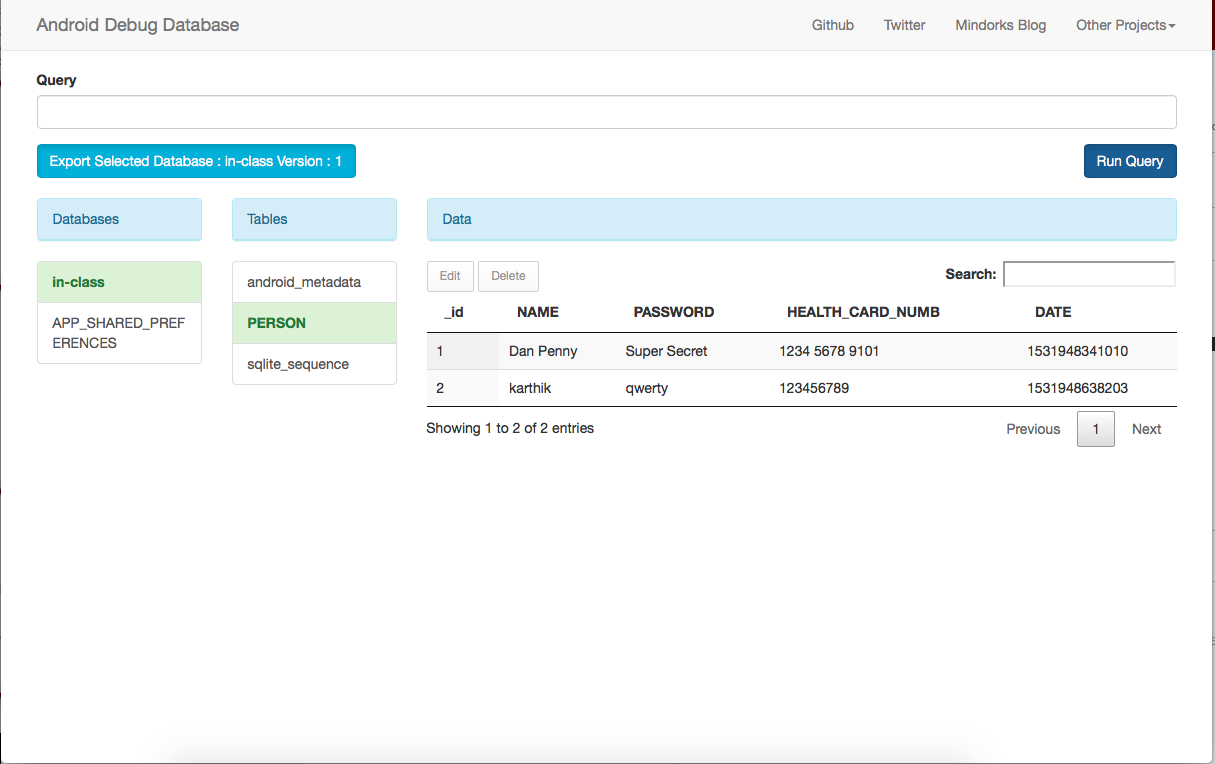 Android Debug Database Github Twitter Mindorks Blog Other Projects
Query
Export Selected Database : in-class Version : 1 Run Query
Databases Tables Data
in-class
APP_SHARED_PREF
ERENCES
android_metadata
PERSON
sqlite_sequence
Edit Delete Search:
_id NAME PASSWORD HEALTH_CARD_NUMB DATE
1 Dan Penny Super Secret 1234 5678 9101 1531948341010
2 karthik qwerty 123456789 1531948638203
Showing 1 to 2 of 2 entries Previous 1 Next